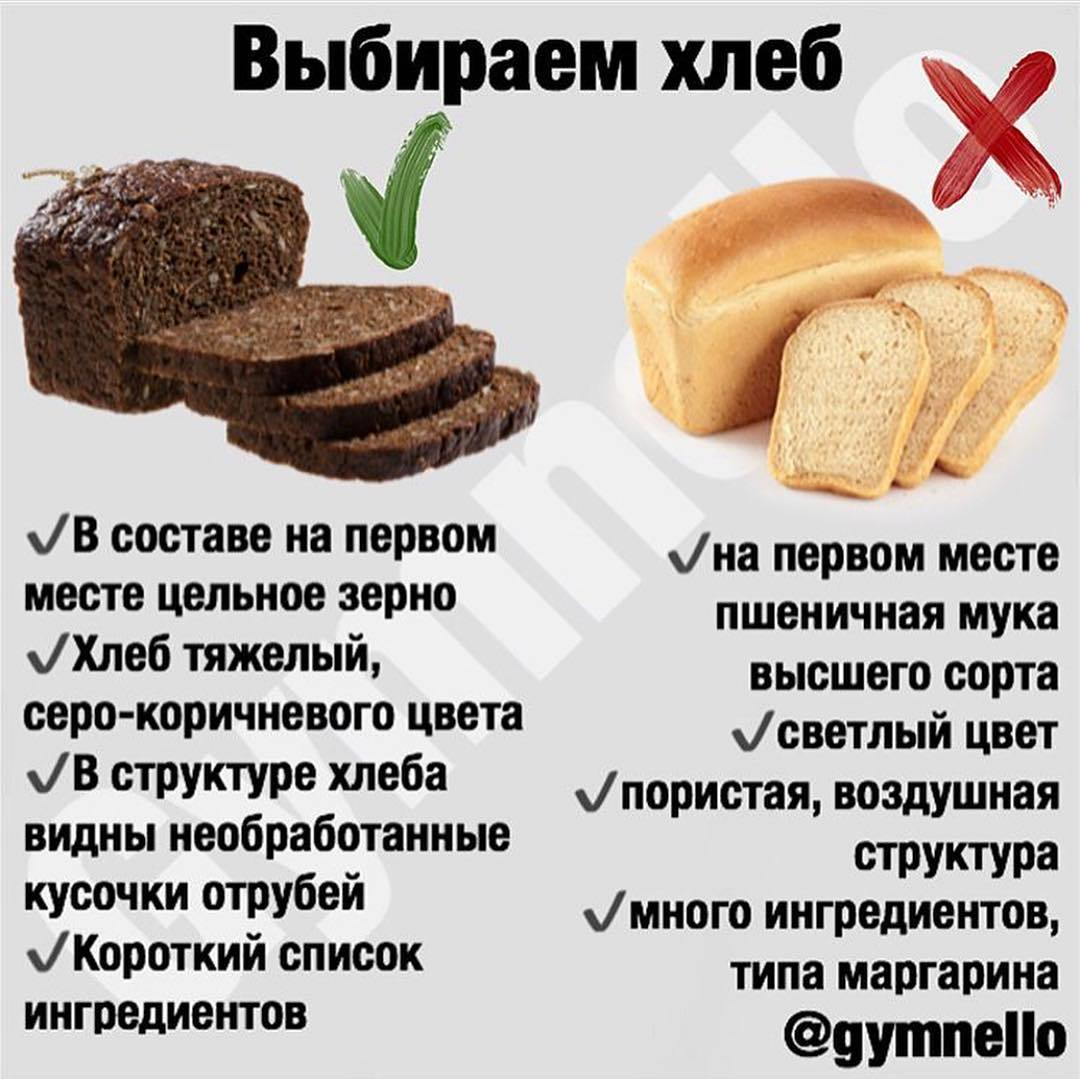 Выбираем хлеб
✓В составе на первом
месте цельное зерно
✓Хлеб тяжелый,
серо-коричневого цвета
✓В структуре хлеба
видны необработанные
кусочки отрубей
✓Короткий список
ингредиентов
✓на первом месте
пшеничная мука
высшего сорта
✓светлый цвет
✓пористая, воздушная
структура
✓много ингредиентов,
типа маргарина
@gymnello
Gymnello